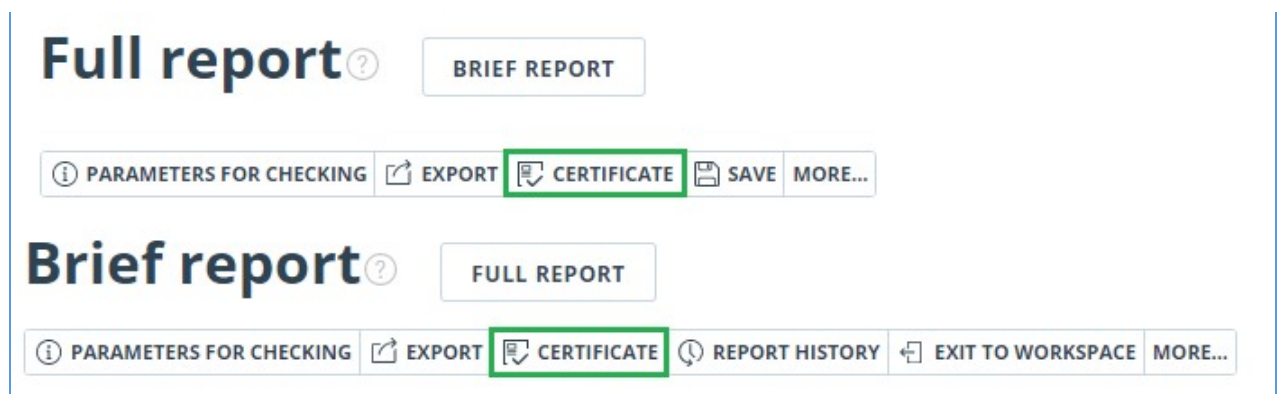 Full report ? BRIEF REPORT
PARAMETERS FOR CHECKING EXPORT CERTIFICATE SAVE MORE...
Brief report ? FULL REPORT
PARAMETERS FOR CHECKING EXPORT CERTIFICATE REPORT HISTORY EXIT TO WORKSPACE MORE...